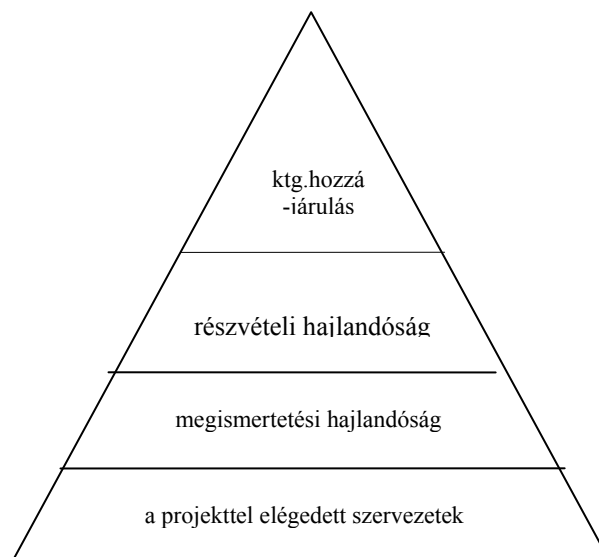 ktg.hozzá
-járulás
részvételi hajlandóság
megismertetési hajlandóság
a projekttel elégedett szervezetek